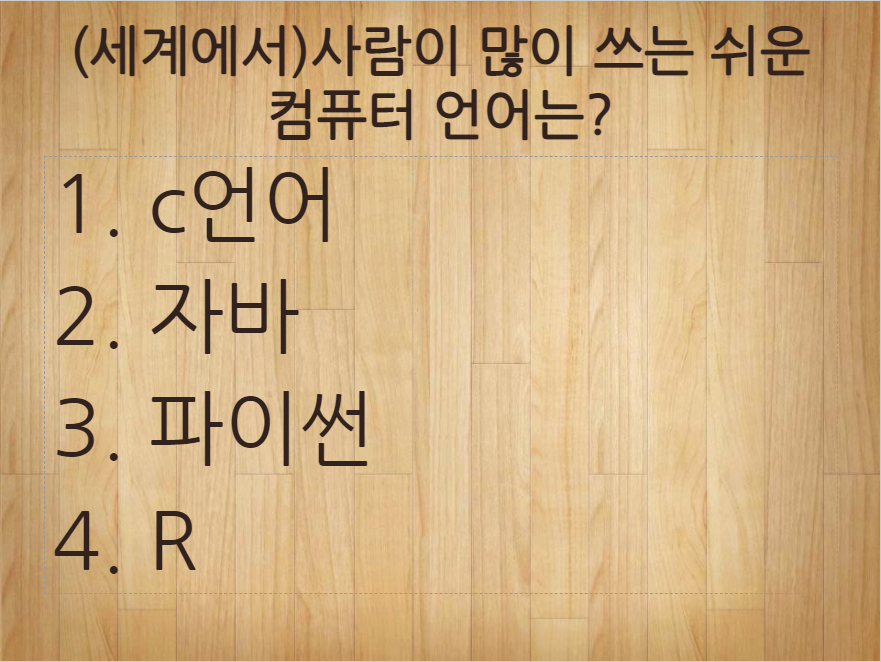 (세계에서)사람이 많이 쓰는 쉬운
컴퓨터 언어는?
1. c언어
2. 자바
3. 파이썬
4. R